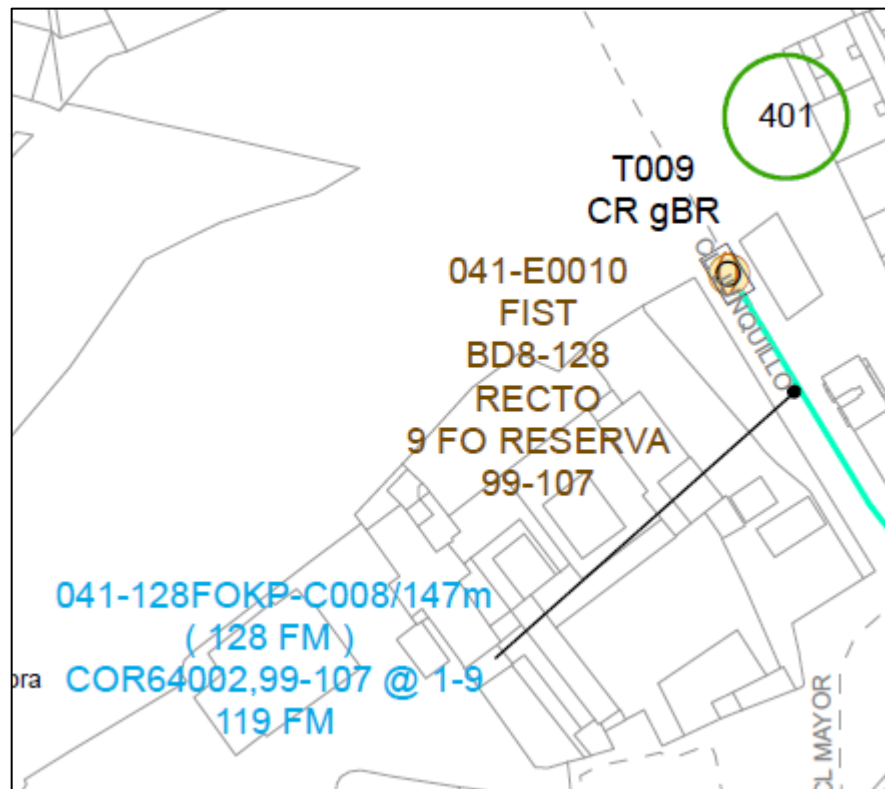 401
T009
CR gBR
041-E0010
FIST
BD8-128
RECTO
9 FO RESERVA
99-107
041-128FOKP-C008/147m
( 128 FM )
COR64002,99-107 @ 1-9
119 FM
ora
CL MAYOR